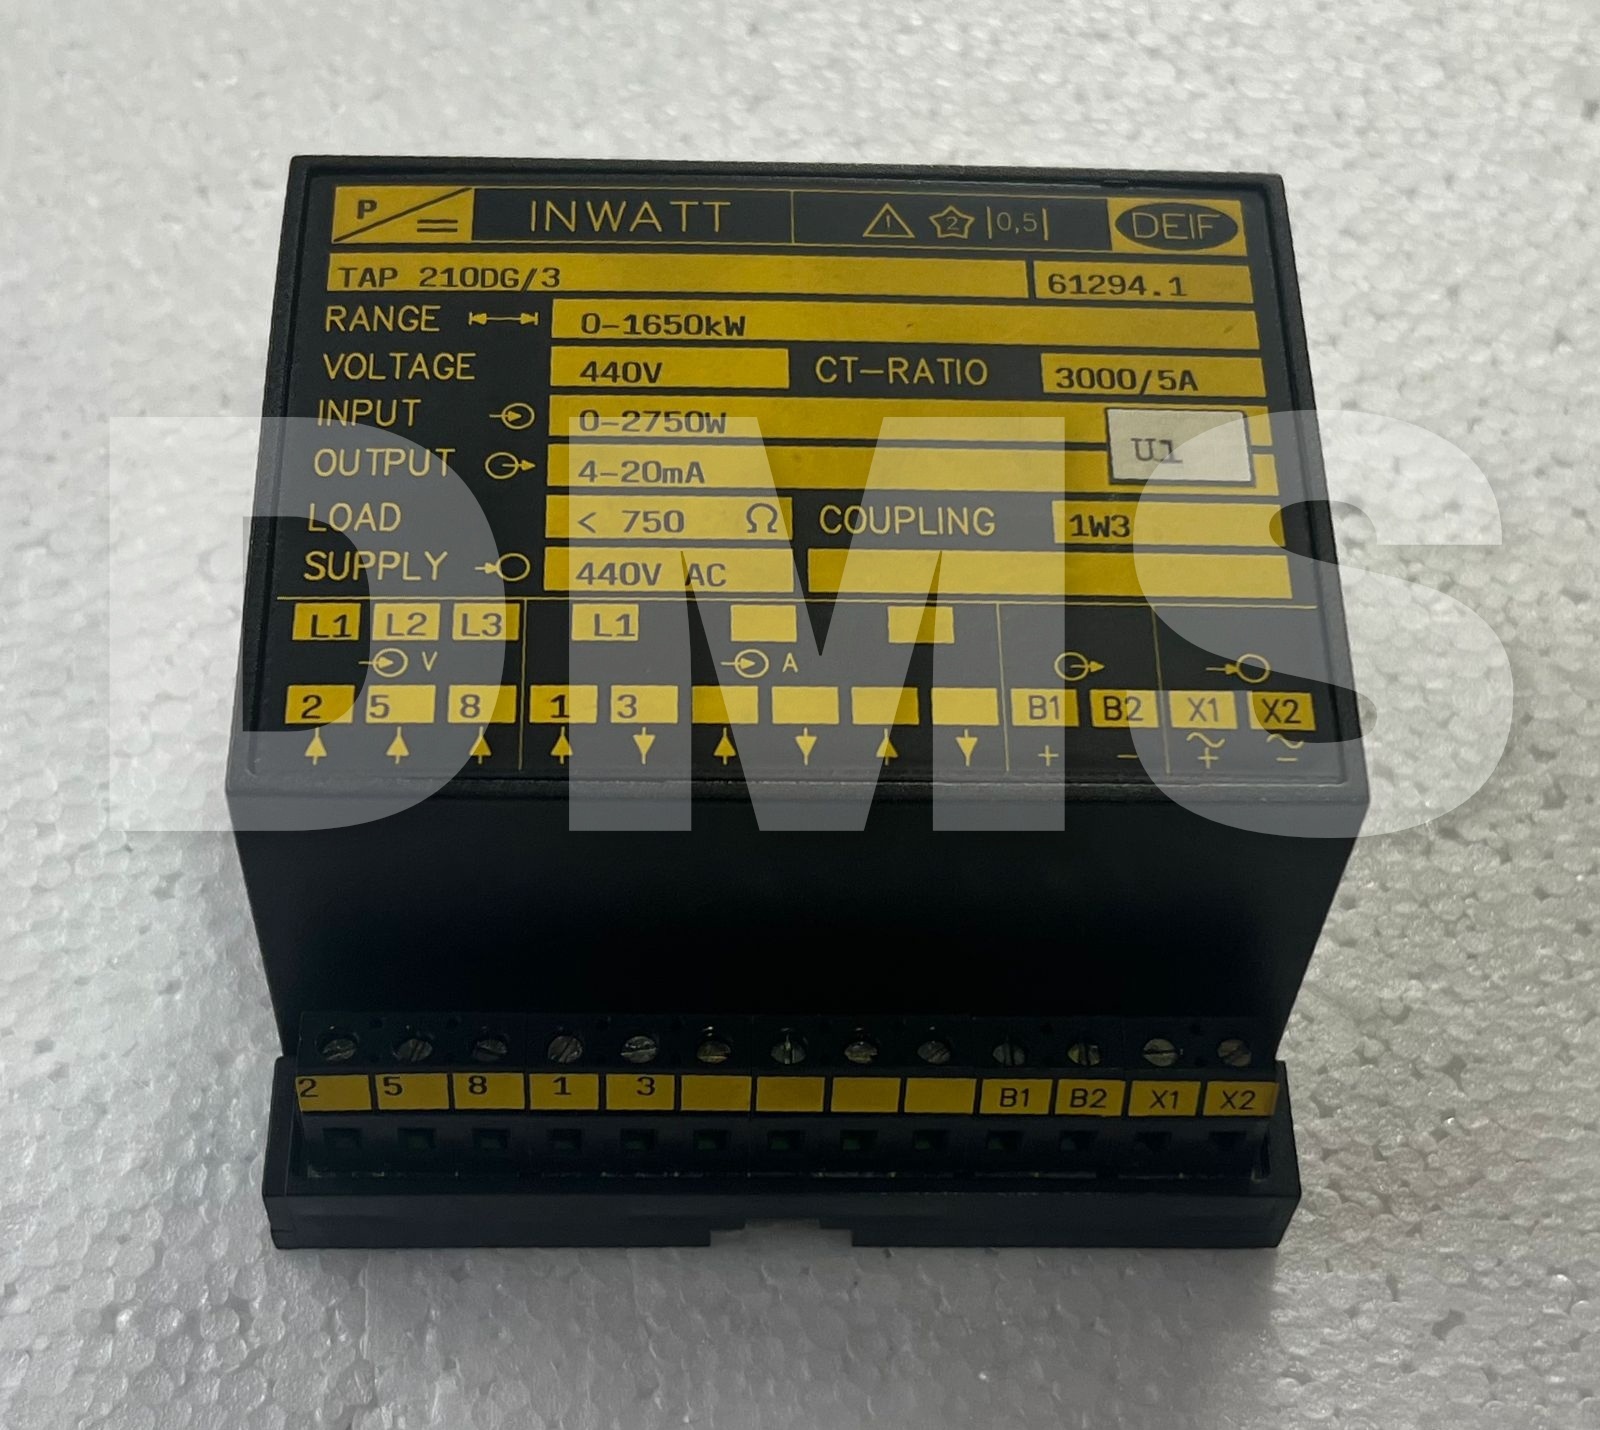 P INWATT 2 |0,5| DEIF
TAP 210DG/3 61294.1
RANGE 0-1650kW
VOLTAGE 440V CT-RATIO 3000/5A
INPUT 0-2750W
U1
OUTPUT 4-20mA
LOAD < 750 Ω COUPLING 1W3
SUPPLY 440V AC
L1 L2 L3 L1
V A
2 5 8 1 3 B1 B2 X1 X2
+ − ~+ ~−
2 5 8 1 3 B1 B2 X1 X2
DMS